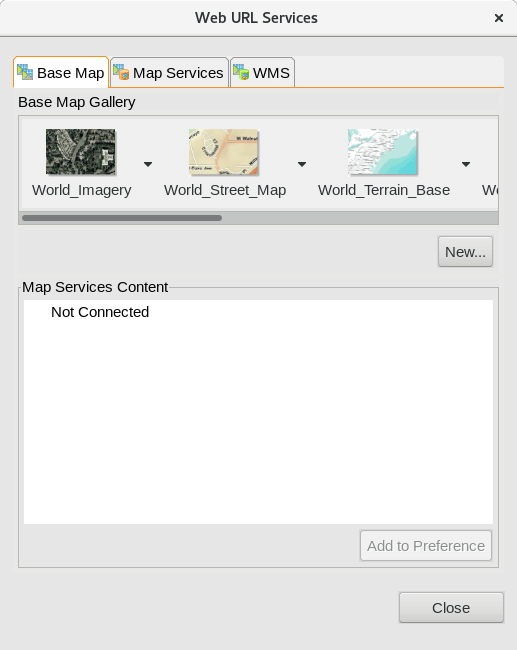 Web URL Services
Base Map
Map Services
WMS
Base Map Gallery
World_Imagery
World_Street_Map
World_Terrain_Base
New...
Map Services Content
Not Connected
Add to Preference
Close